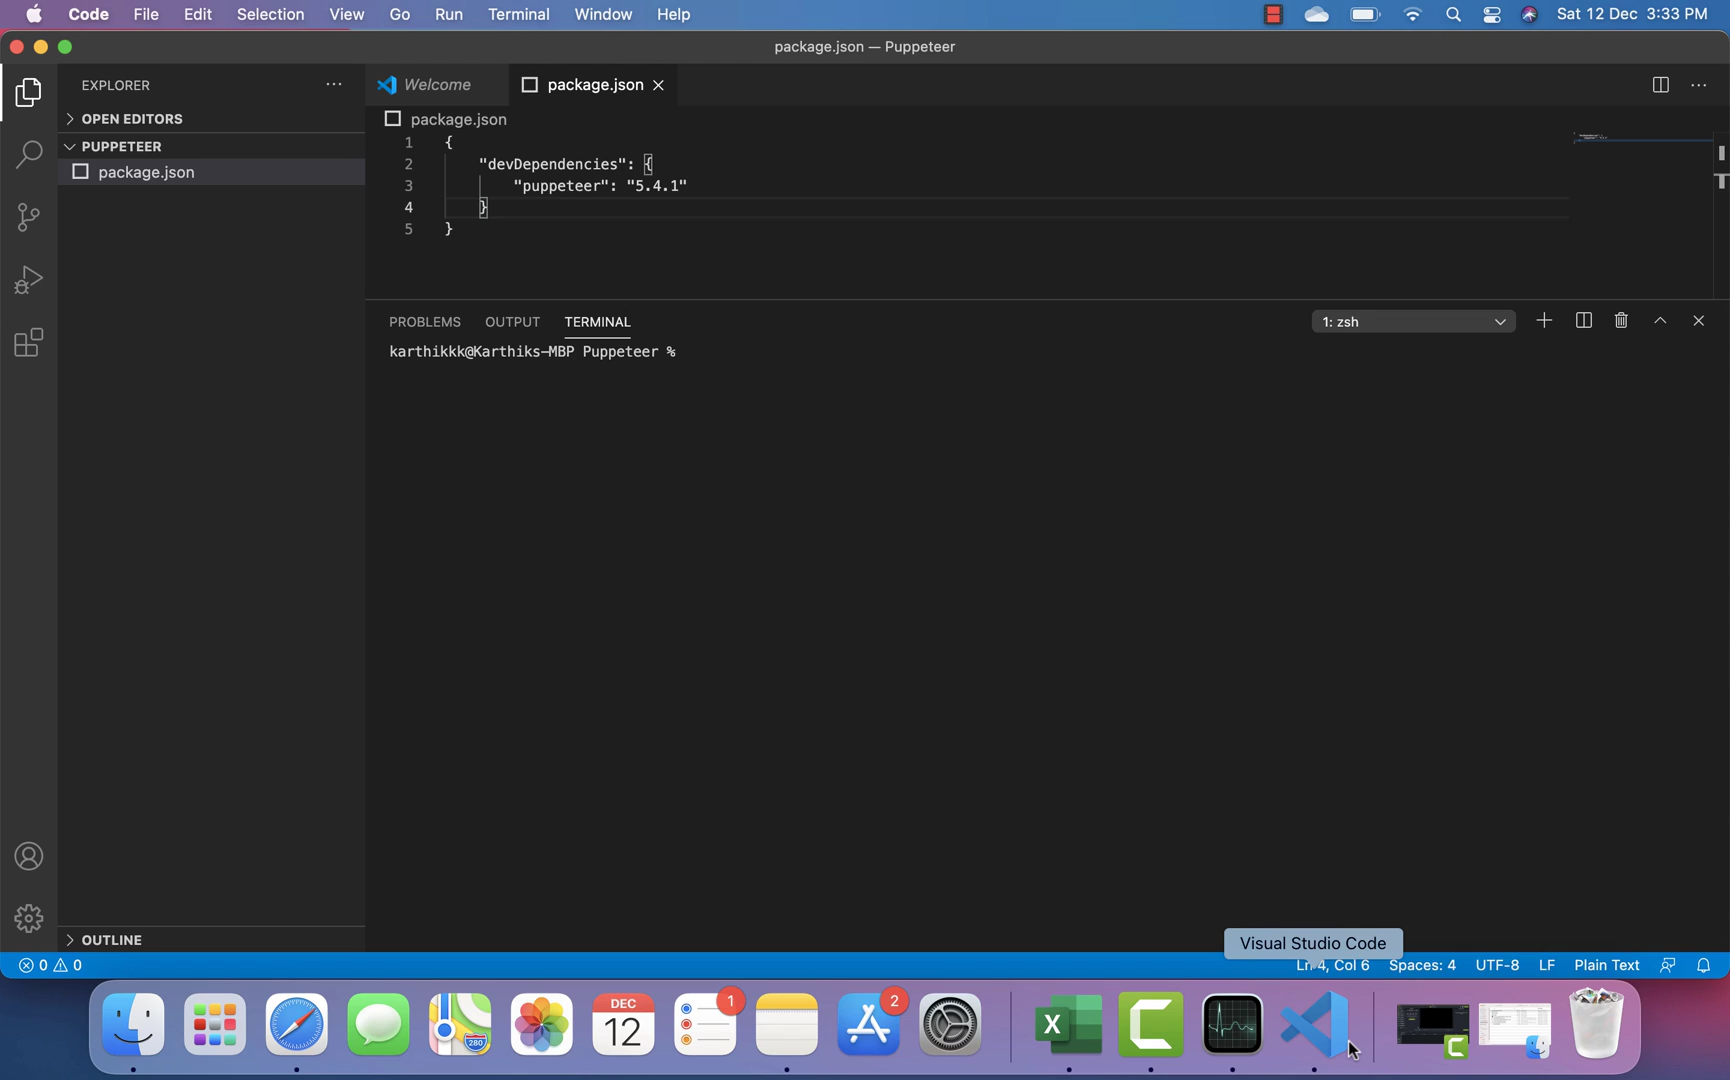 Code File Edit Selection View Go Run Terminal Window Help Sat 12 Dec 3:33 PM
package.json — Puppeteer
EXPLORER
Welcome
package.json
OPEN EDITORS
package.json
PUPPETEER
package.json
1 {
2 "devDependencies": {
3 "puppeteer": "5.4.1"
4 }
5 }
PROBLEMS OUTPUT TERMINAL
1: zsh
karthikkk@Karthiks-MBP Puppeteer %
OUTLINE
Visual Studio Code
0 0
Ln 4, Col 6 Spaces: 4 UTF-8 LF Plain Text
DEC
12
280
1
2
X
C